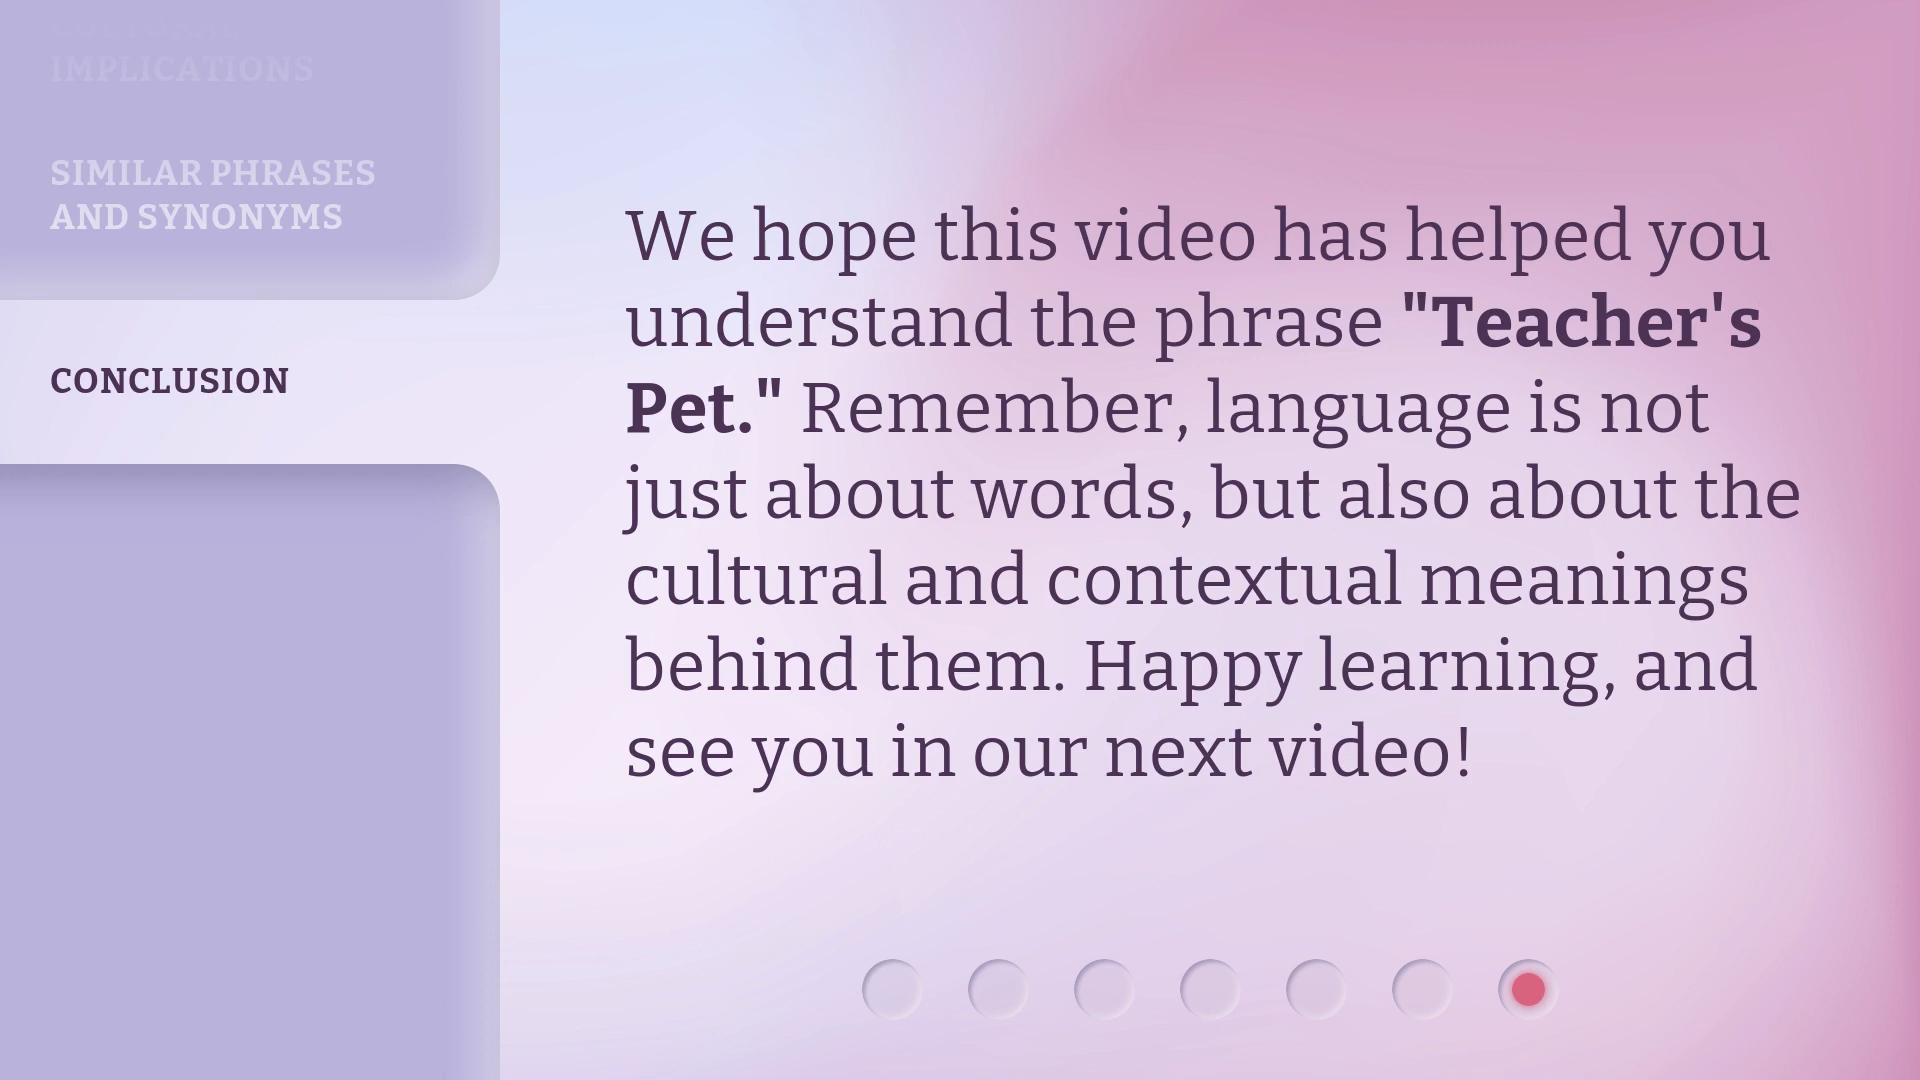 IMPLICATIONS
SIMILAR PHRASES
AND SYNONYMS
CONCLUSION
We hope this video has helped you
understand the phrase "Teacher's
Pet." Remember, language is not
just about words, but also about the
cultural and contextual meanings
behind them. Happy learning, and
see you in our next video!